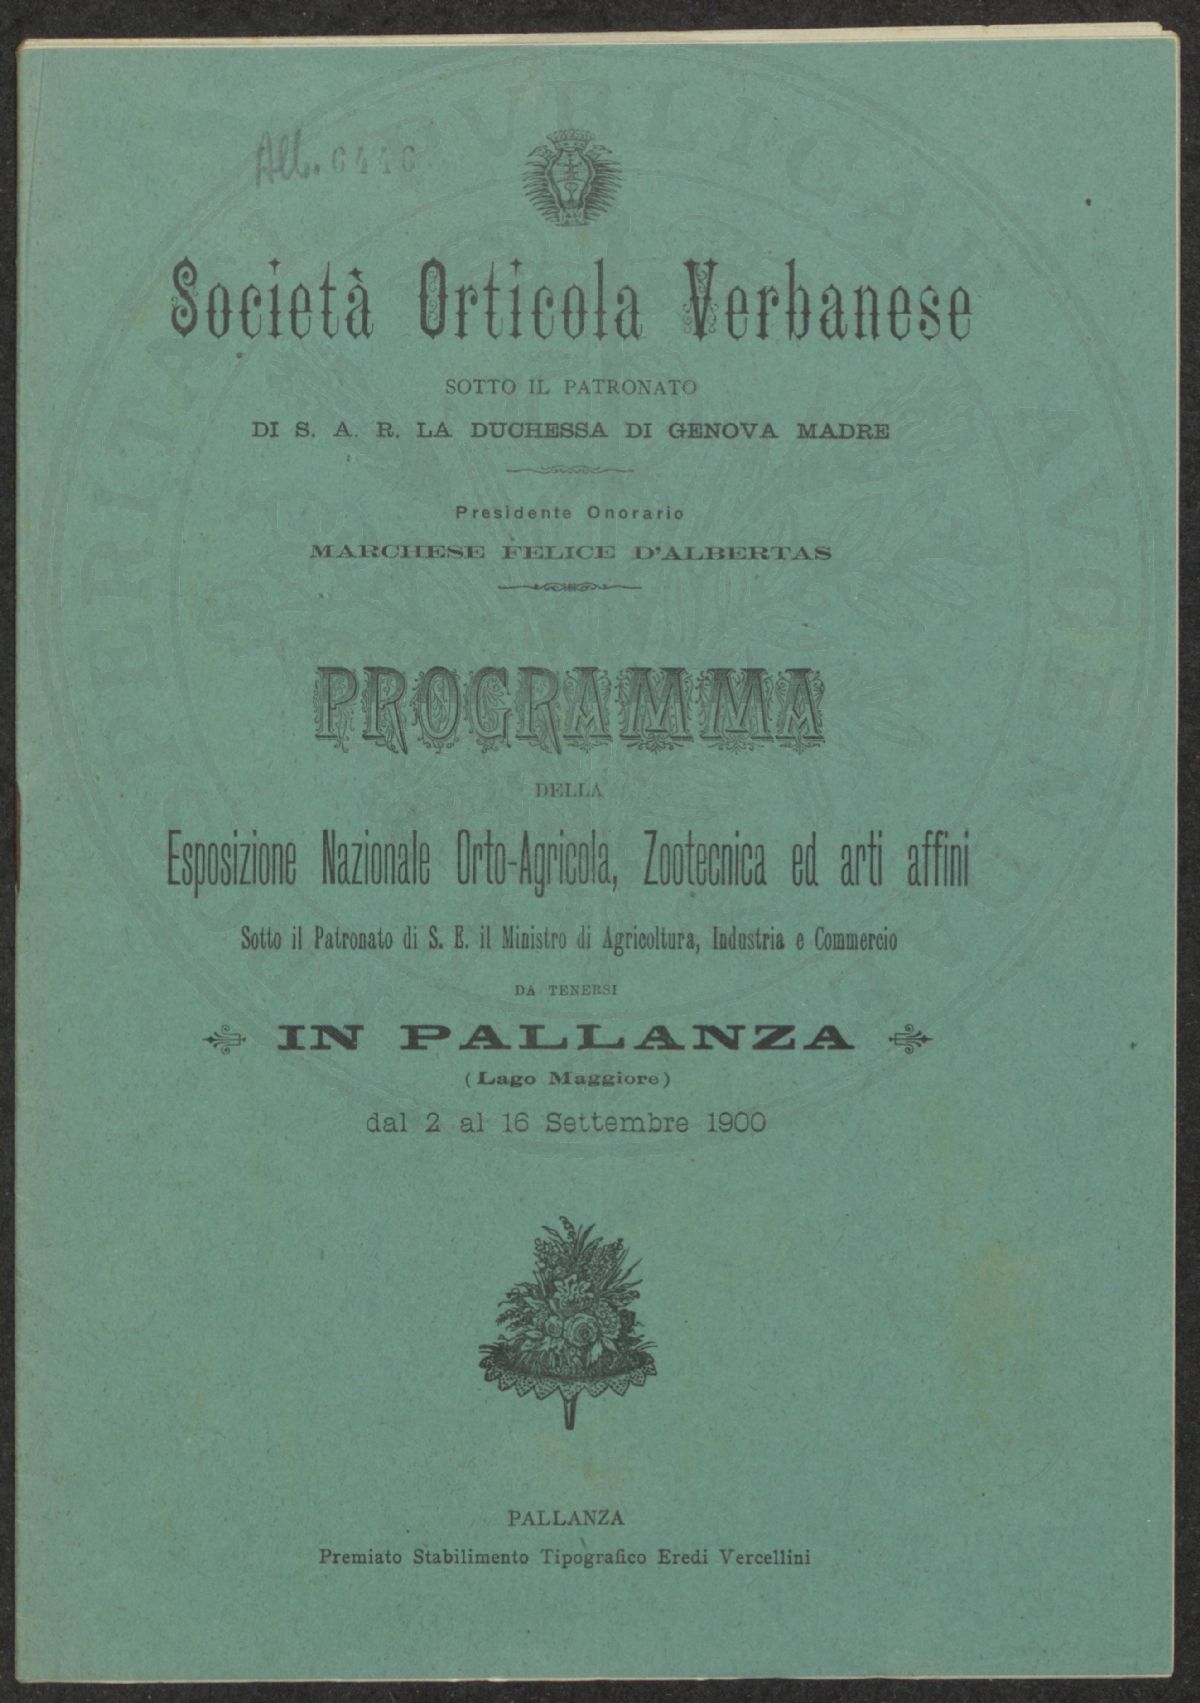 All. 6446
Società Orticola Verbanese
SOTTO IL PATRONATO
DI S. A. R. LA DUCHESSA DI GENOVA MADRE
Presidente Onorario
MARCHESE FELICE D'ALBERTAS
PROGRAMMA
DELLA
Esposizione Nazionale Orto-Agricola, Zootecnica ed arti affini
Sotto il Patronato di S. E. il Ministro di Agricoltura, Industria e Commercio
DA TENERSI
IN PALLANZA
(Lago Maggiore)
dal 2 al 16 Settembre 1900
PALLANZA
Premiato Stabilimento Tipografico Eredi Vercellini